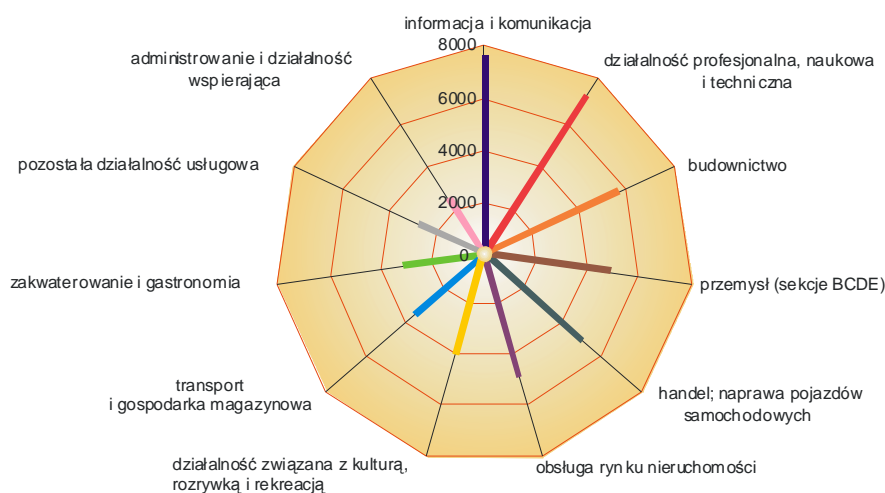 informacja i komunikacja
8000
6000
4000
2000
0
działalność profesjonalna, naukowa
i techniczna
budownictwo
przemysł (sekcje BCDE)
handel; naprawa pojazdów
samochodowych
obsługa rynku nieruchomości
działalność związana z kulturą,
rozrywką i rekreacją
transport
i gospodarka magazynowa
zakwaterowanie i gastronomia
pozostała działalność usługowa
administrowanie i działalność
wspierająca